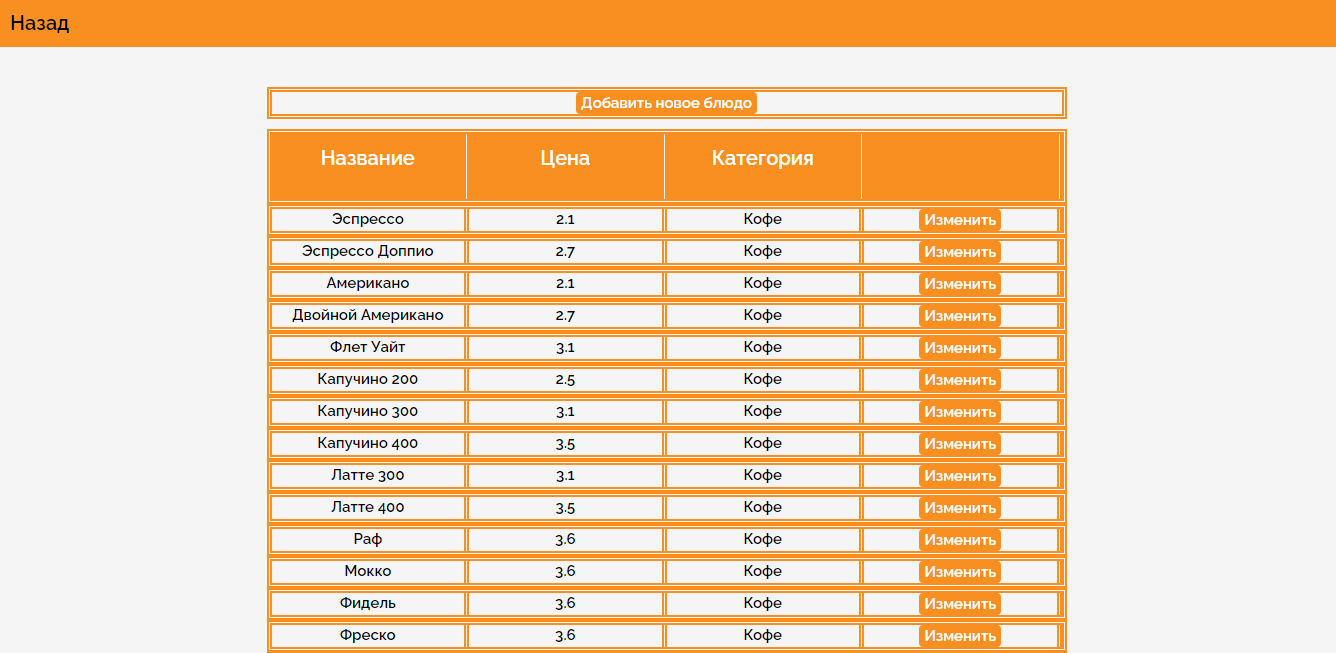 Назад
Добавить новое блюдо
Название Цена Категория
Эспрессо 2.1 Кофе Изменить
Эспрессо Доппио 2.7 Кофе Изменить
Американо 2.1 Кофе Изменить
Двойной Американо 2.7 Кофе Изменить
Флет Уайт 3.1 Кофе Изменить
Капучино 200 2.5 Кофе Изменить
Капучино 300 3.1 Кофе Изменить
Капучино 400 3.5 Кофе Изменить
Латте 300 3.1 Кофе Изменить
Латте 400 3.5 Кофе Изменить
Раф 3.6 Кофе Изменить
Мокко 3.6 Кофе Изменить
Фидель 3.6 Кофе Изменить
Фреско 3.6 Кофе Изменить